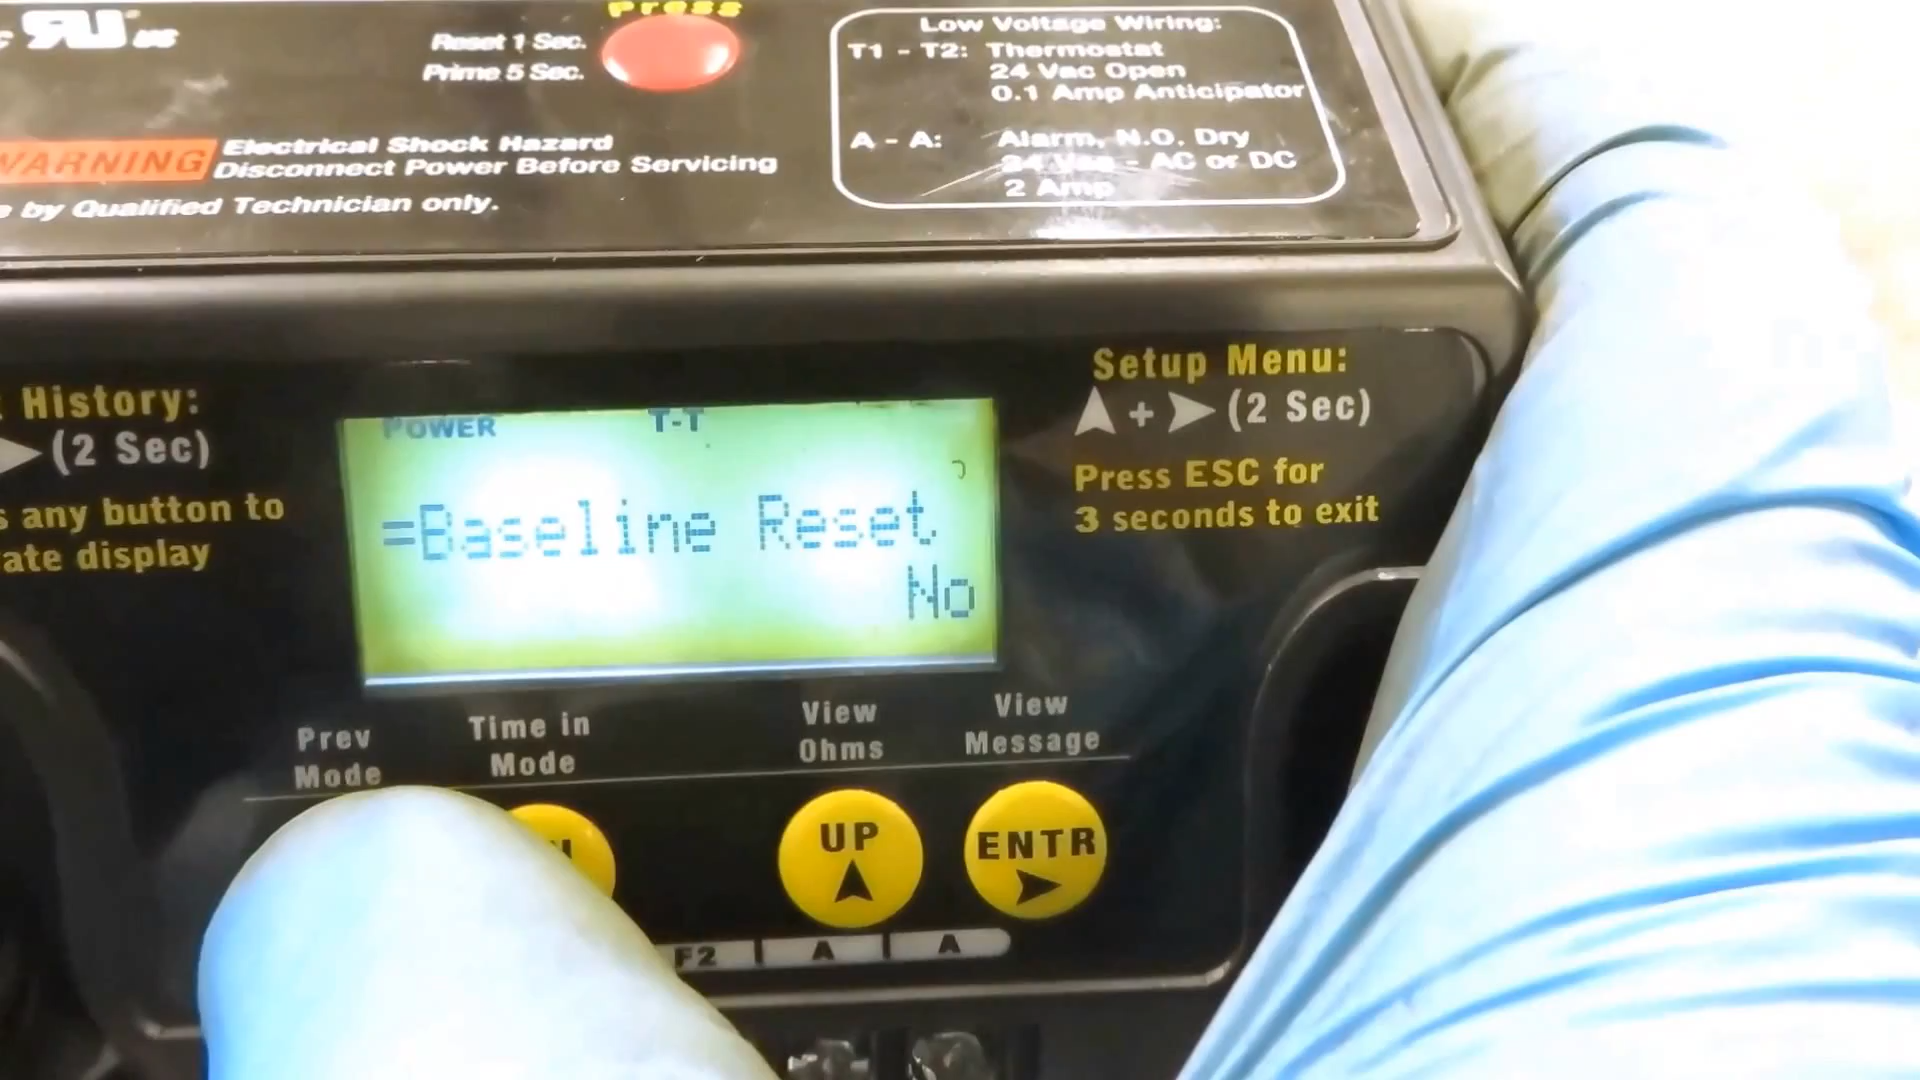 Press
Reset 1 Sec.
Prime 5 Sec.
WARNING
Electrical Shock Hazard
Disconnect Power Before Servicing
by Qualified Technician only.
Low Voltage Wiring:
T1 - T2: Thermostat
24 Vac Open
0.1 Amp Anticipator
A - A: Alarm, N.O. Dry
24 Vac - AC or DC
2 Amp
History:
(2 Sec)
any button to
ate display
POWER T-T
=Baseline Reset
No
Setup Menu:
+ (2 Sec)
Press ESC for
3 seconds to exit
Prev
Mode
Time in
Mode
View
Ohms
View
Message
UP
ENTR
F2 A A